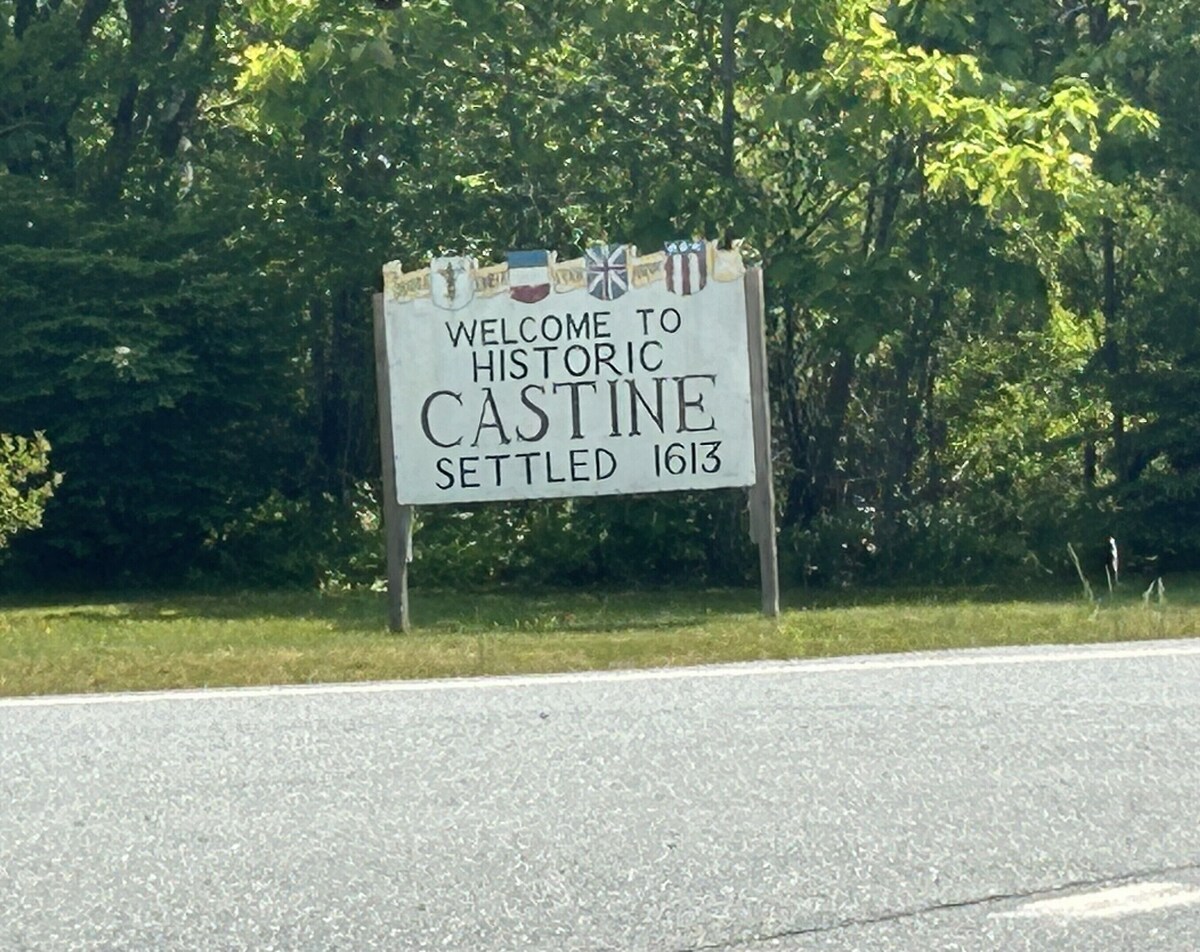 WELCOME TO
HISTORIC
CASTINE
SETTLED 1613